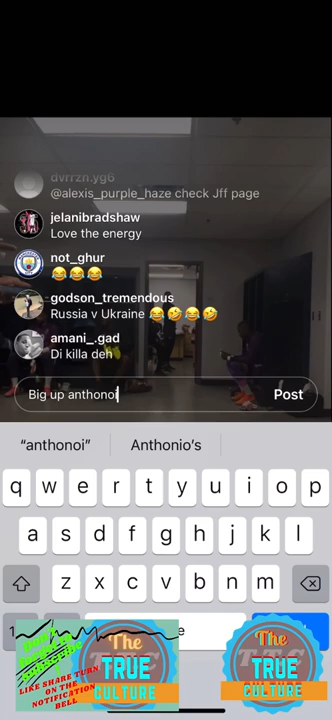 dvrrzn.yg6
@alexis_purple_haze check Jff page
jelanibradshaw
Love the energy
not_ghur
😂😂😂
godson_tremendous
Russia v Ukraine 😂🤣😂🤣
amani_.gad
Di killa deh
Big up anthonoi
Post
“anthonoi”
Anthonio's
q w e r t y u i o p
a s d f g h j k l
z x c v b n m
LIKE SHARE TURN
ON THE
NOTIFICATION
BELL
The
TRUE
CULTURE
The
TRUE
CULTURE